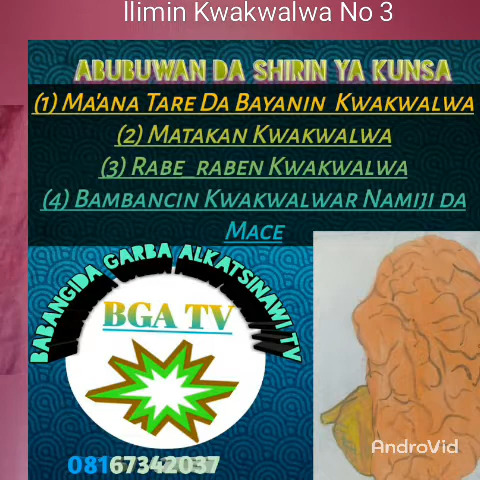 Ilimin Kwakwalwa No 3
ABUBUWAN DA SHIRIN YA KUNSA
(1) MA'ANA TARE DA BAYANIN KWAKWALWA
(2) MATAKAN KWAKWALWA
(3) RABE_RABEN KWAKWALWA
(4) BAMBANCIN KWAKWALWAR NAMIJI DA
MACE
BABANGIDA GARBA ALKATSINAWI TV
BGA TV
08167342037
AndroVid